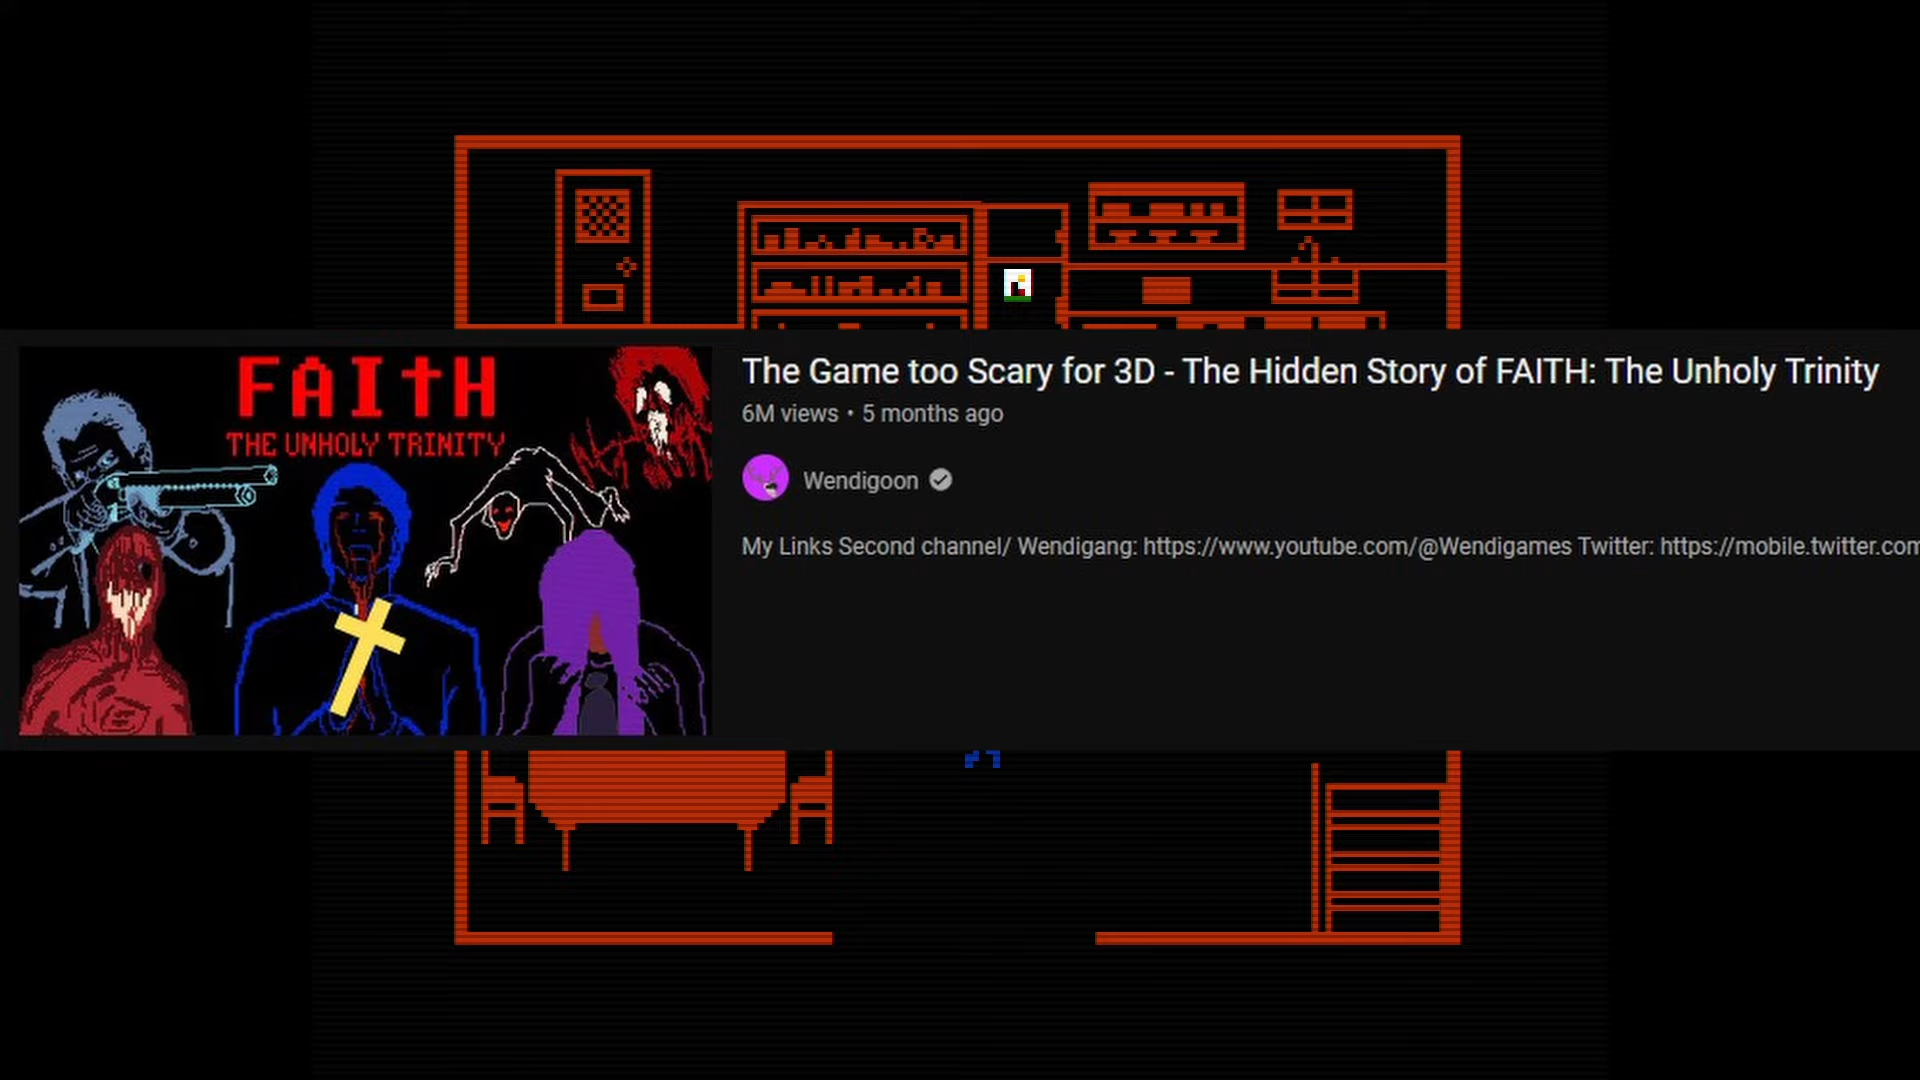 FAITH
THE UNHOLY TRINITY
The Game too Scary for 3D - The Hidden Story of FAITH: The Unholy Trinity
6M views • 5 months ago
Wendigoon
My Links Second channel/ Wendigang: https://www.youtube.com/@Wendigames Twitter: https://mobile.twitter.com